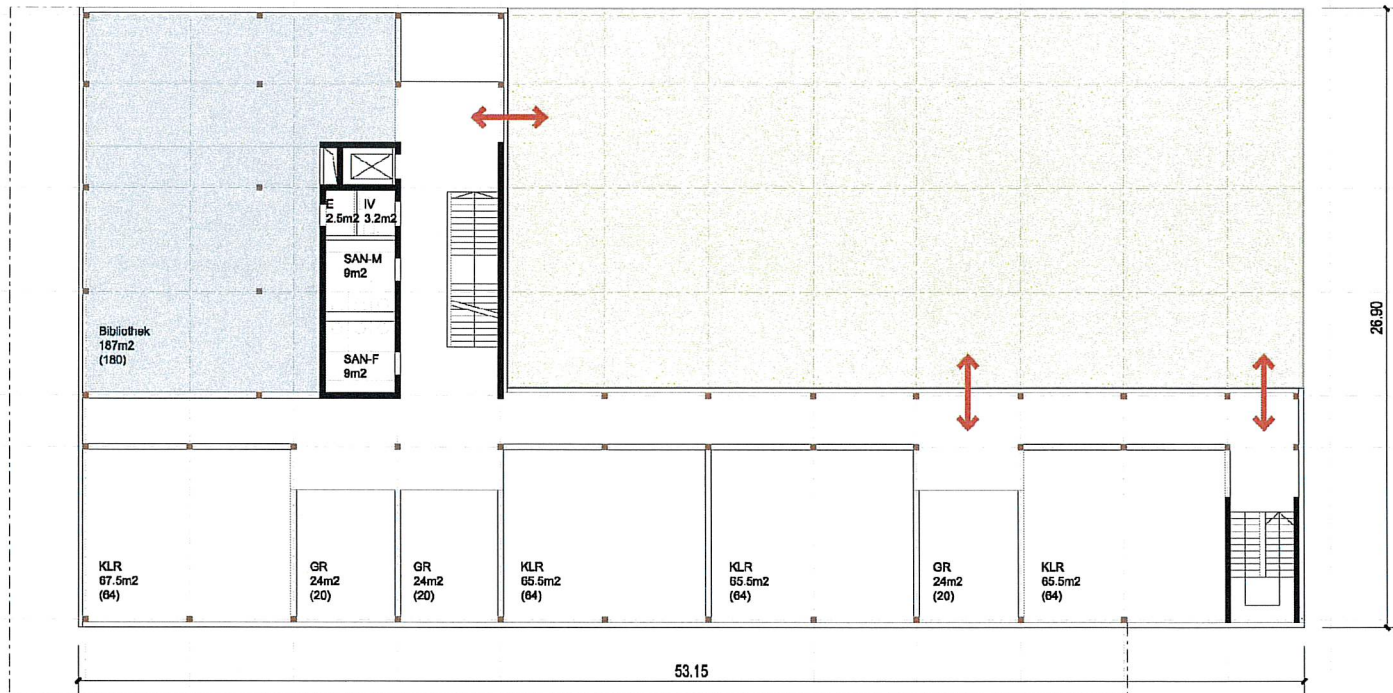 E
2.5m2
IV
3.2m2
SAN-M
9m2
SAN-F
9m2
Bibliothek
187m2
(180)
26.90
KLR
67.5m2
(64)
GR
24m2
(20)
GR
24m2
(20)
KLR
65.5m2
(64)
KLR
65.5m2
(64)
GR
24m2
(20)
KLR
65.5m2
(64)
53.15